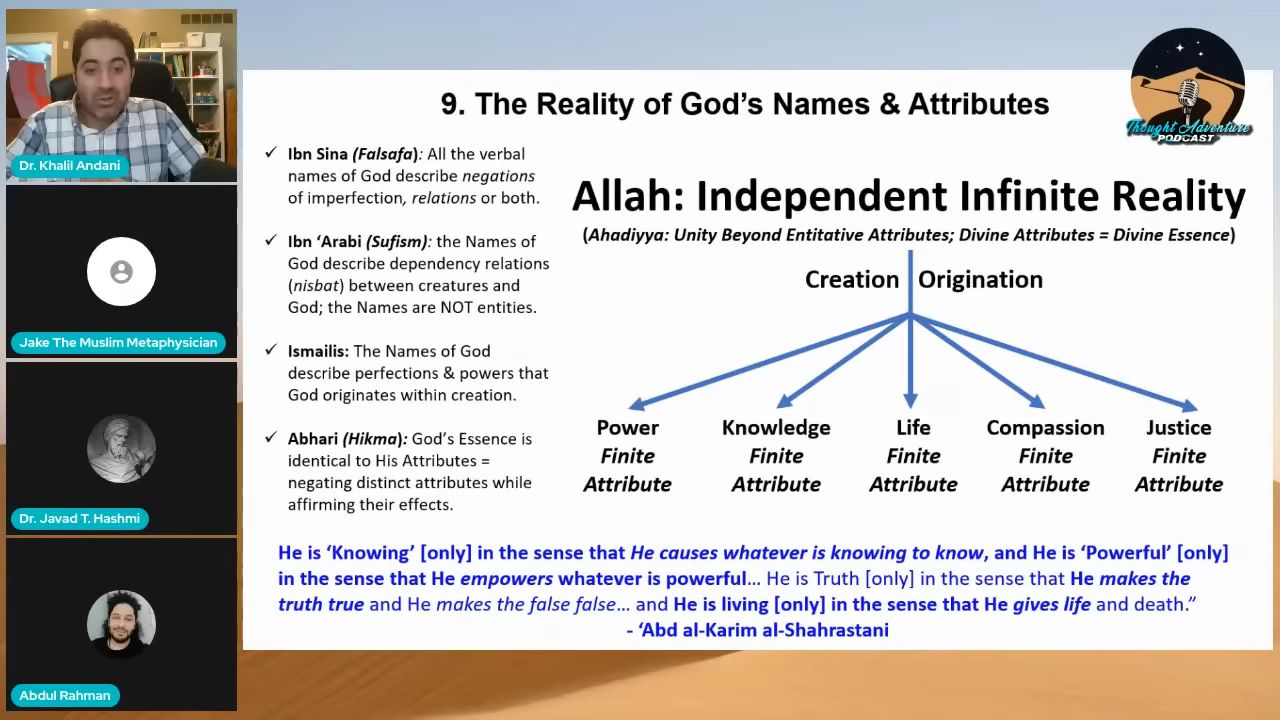 Dr. Khalil Andani
Jake The Muslim Metaphysician
Dr. Javad T. Hashmi
Abdul Rahman
Thought Adventure
PODCAST
9. The Reality of God's Names & Attributes
✓ Ibn Sina (Falsafa): All the verbal
names of God describe negations
of imperfection, relations or both.
✓ Ibn ‘Arabi (Sufism): the Names of
God describe dependency relations
(nisbat) between creatures and
God; the Names are NOT entities.
✓ Ismailis: The Names of God
describe perfections & powers that
God originates within creation.
✓ Abhari (Hikma): God's Essence is
identical to His Attributes =
negating distinct attributes while
affirming their effects.
Allah: Independent Infinite Reality
(Ahadiyya: Unity Beyond Entitative Attributes; Divine Attributes = Divine Essence)
Creation Origination
Power Knowledge Life Compassion Justice
Finite Finite Finite Finite Finite
Attribute Attribute Attribute Attribute Attribute
He is ‘Knowing’ [only] in the sense that He causes whatever is knowing to know, and He is ‘Powerful’ [only]
in the sense that He empowers whatever is powerful… He is Truth [only] in the sense that He makes the
truth true and He makes the false false… and He is living [only] in the sense that He gives life and death.”
- ‘Abd al-Karim al-Shahrastani